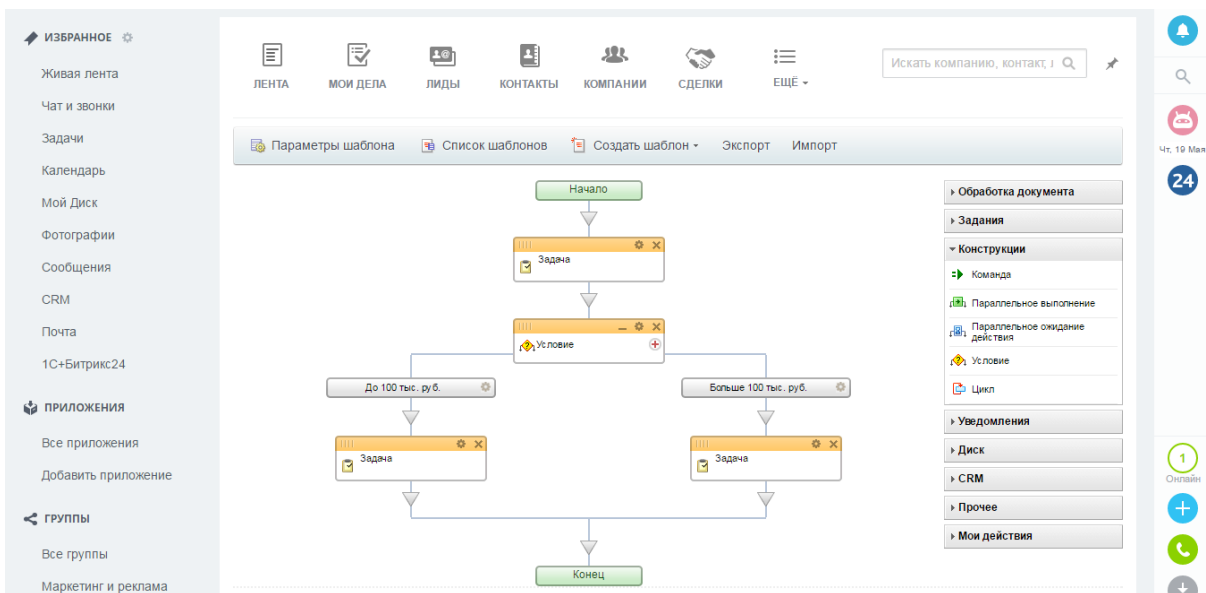 ИЗБРАННОЕ
Живая лента
Чат и звонки
Задачи
Календарь
Мой Диск
Фотографии
Сообщения
CRM
Почта
1С+Битрикс24
ПРИЛОЖЕНИЯ
Все приложения
Добавить приложение
ГРУППЫ
Все группы
Маркетинг и реклама
ЛЕНТА
МОИ ДЕЛА
ЛИДЫ
КОНТАКТЫ
КОМПАНИИ
СДЕЛКИ
ЕЩЁ
Искать компанию, контакт,
Параметры шаблона
Список шаблонов
Создать шаблон
Экспорт
Импорт
Начало
Задача
Условие
До 100 тыс. руб.
Больше 100 тыс. руб.
Задача
Задача
Конец
Обработка документа
Задания
Конструкции
Команда
Параллельное выполнение
Параллельное ожидание
действия
Условие
Цикл
Уведомления
Диск
CRM
Прочее
Мои действия
Чт, 19 Мая
24
1
Онлайн